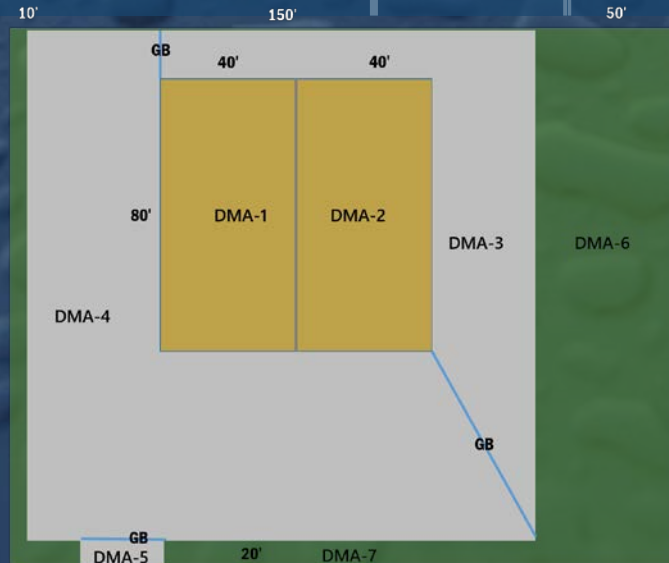 10' 150' 50'
GB
40' 40'
80' DMA-1 DMA-2
DMA-3 DMA-6
DMA-4
GB
GB
DMA-5 20' DMA-7